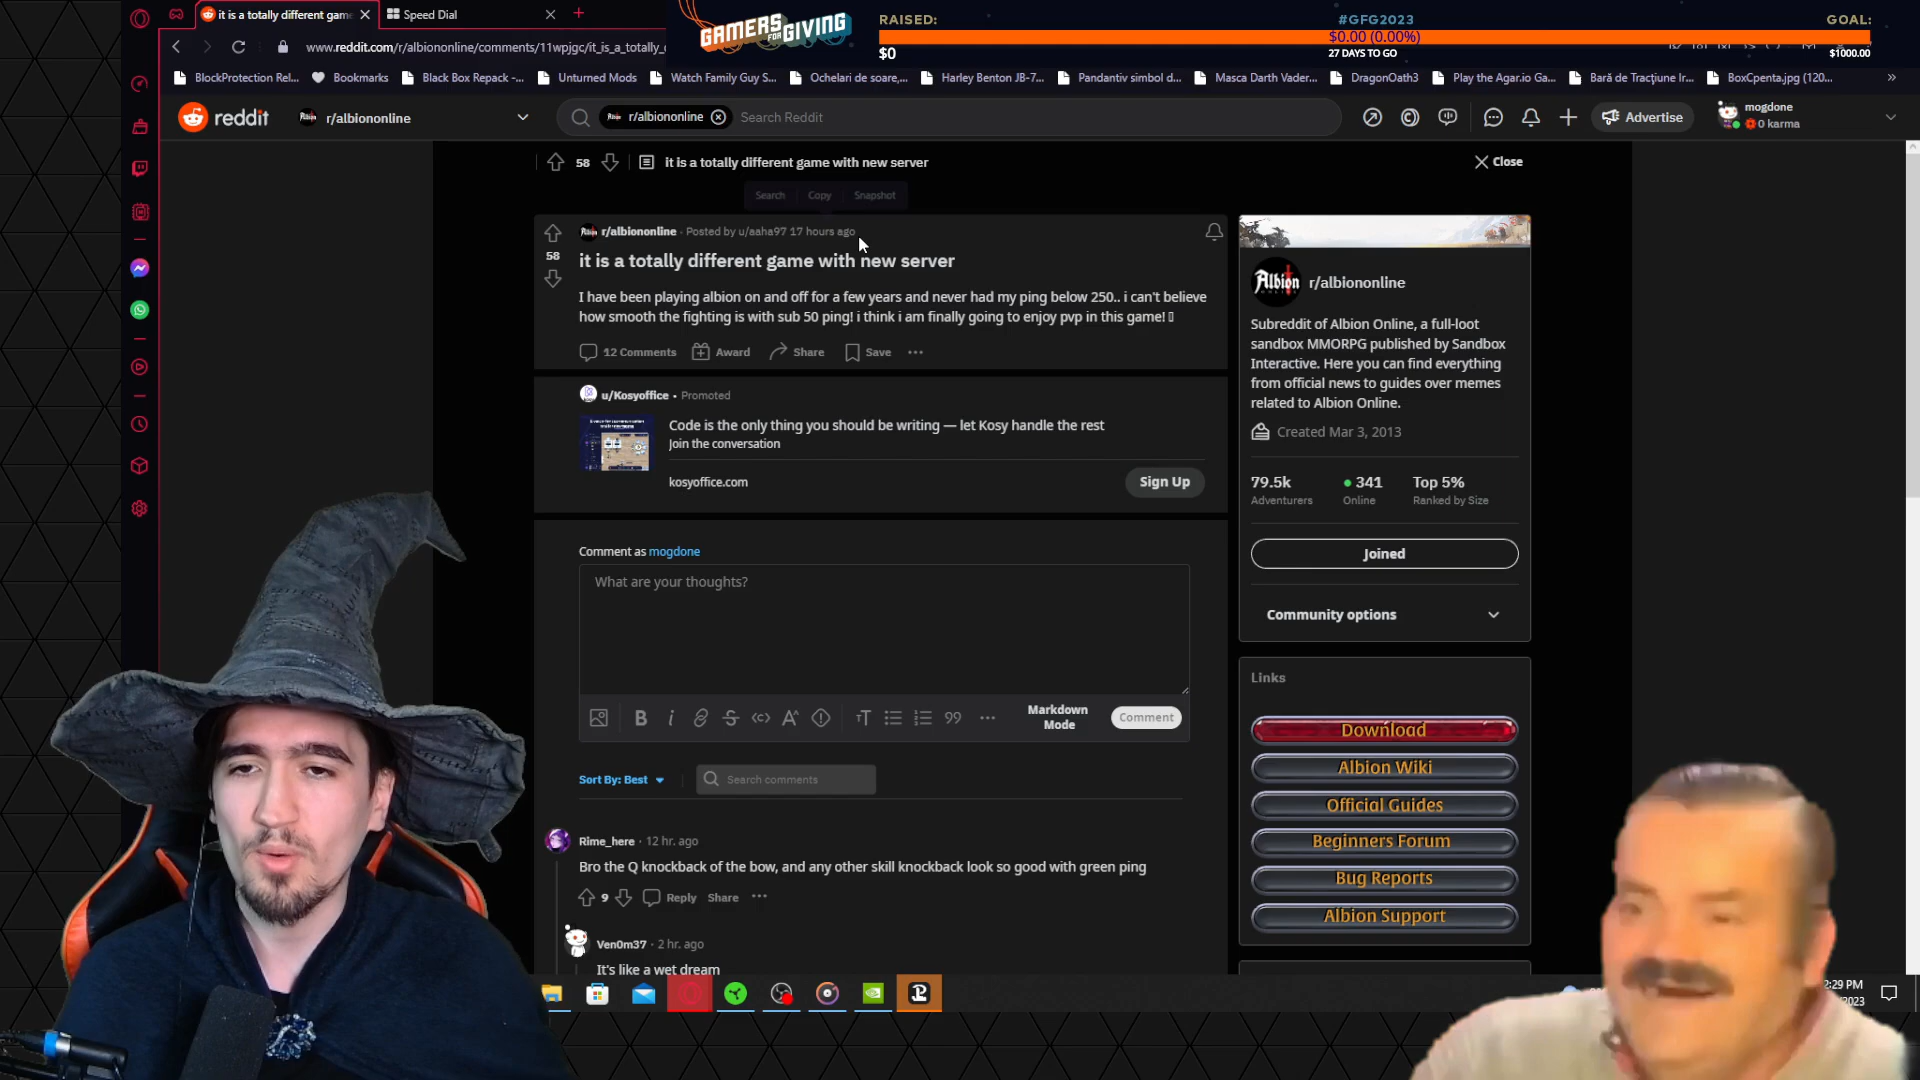 it is a totally different game
Speed Dial
GAMERS FOR GIVING
RAISED:
#GFG2023
GOAL:
$0.00 (0.00%)
$0
27 DAYS TO GO
$1000.00
www.reddit.com/r/albiononline/comments/11wpjgc/it_is_a_totally_
BlockProtection Rel...
Bookmarks
Black Box Repack -...
Unturned Mods
Watch Family Guy S...
Ochelari de soare,...
Harley Benton JB-7...
Pandantiv simbol d...
Masca Darth Vader...
DragonOath3
Play the Agar.io Ga...
Bară de Tracțiune Ir...
BoxCpenta.jpg (120...
reddit
r/albiononline
r/albiononline
Search Reddit
Advertise
mogdone
0 karma
58
it is a totally different game with new server
Close
Search
Copy
Snapshot
r/albiononline · Posted by u/aaha97 17 hours ago
58
it is a totally different game with new server
I have been playing albion on and off for a few years and never had my ping below 250.. i can't believe
how smooth the fighting is with sub 50 ping! i think i am finally going to enjoy pvp in this game!
12 Comments
Award
Share
Save
u/Kosyoffice • Promoted
Code is the only thing you should be writing — let Kosy handle the rest
Join the conversation
kosyoffice.com
Sign Up
Comment as mogdone
What are your thoughts?
Markdown
Mode
Comment
Sort By: Best
Search comments
Rime_here · 12 hr. ago
Bro the Q knockback of the bow, and any other skill knockback look so good with green ping
9
Reply
Share
Ven0m37 · 2 hr. ago
It's like a wet dream
Albion
r/albiononline
Subreddit of Albion Online, a full-loot
sandbox MMORPG published by Sandbox
Interactive. Here you can find everything
from official news to guides over memes
related to Albion Online.
Created Mar 3, 2013
79.5k
341
Top 5%
Adventurers
Online
Ranked by Size
Joined
Community options
Links
Download
Albion Wiki
Official Guides
Beginners Forum
Bug Reports
Albion Support
2:29 PM
2023